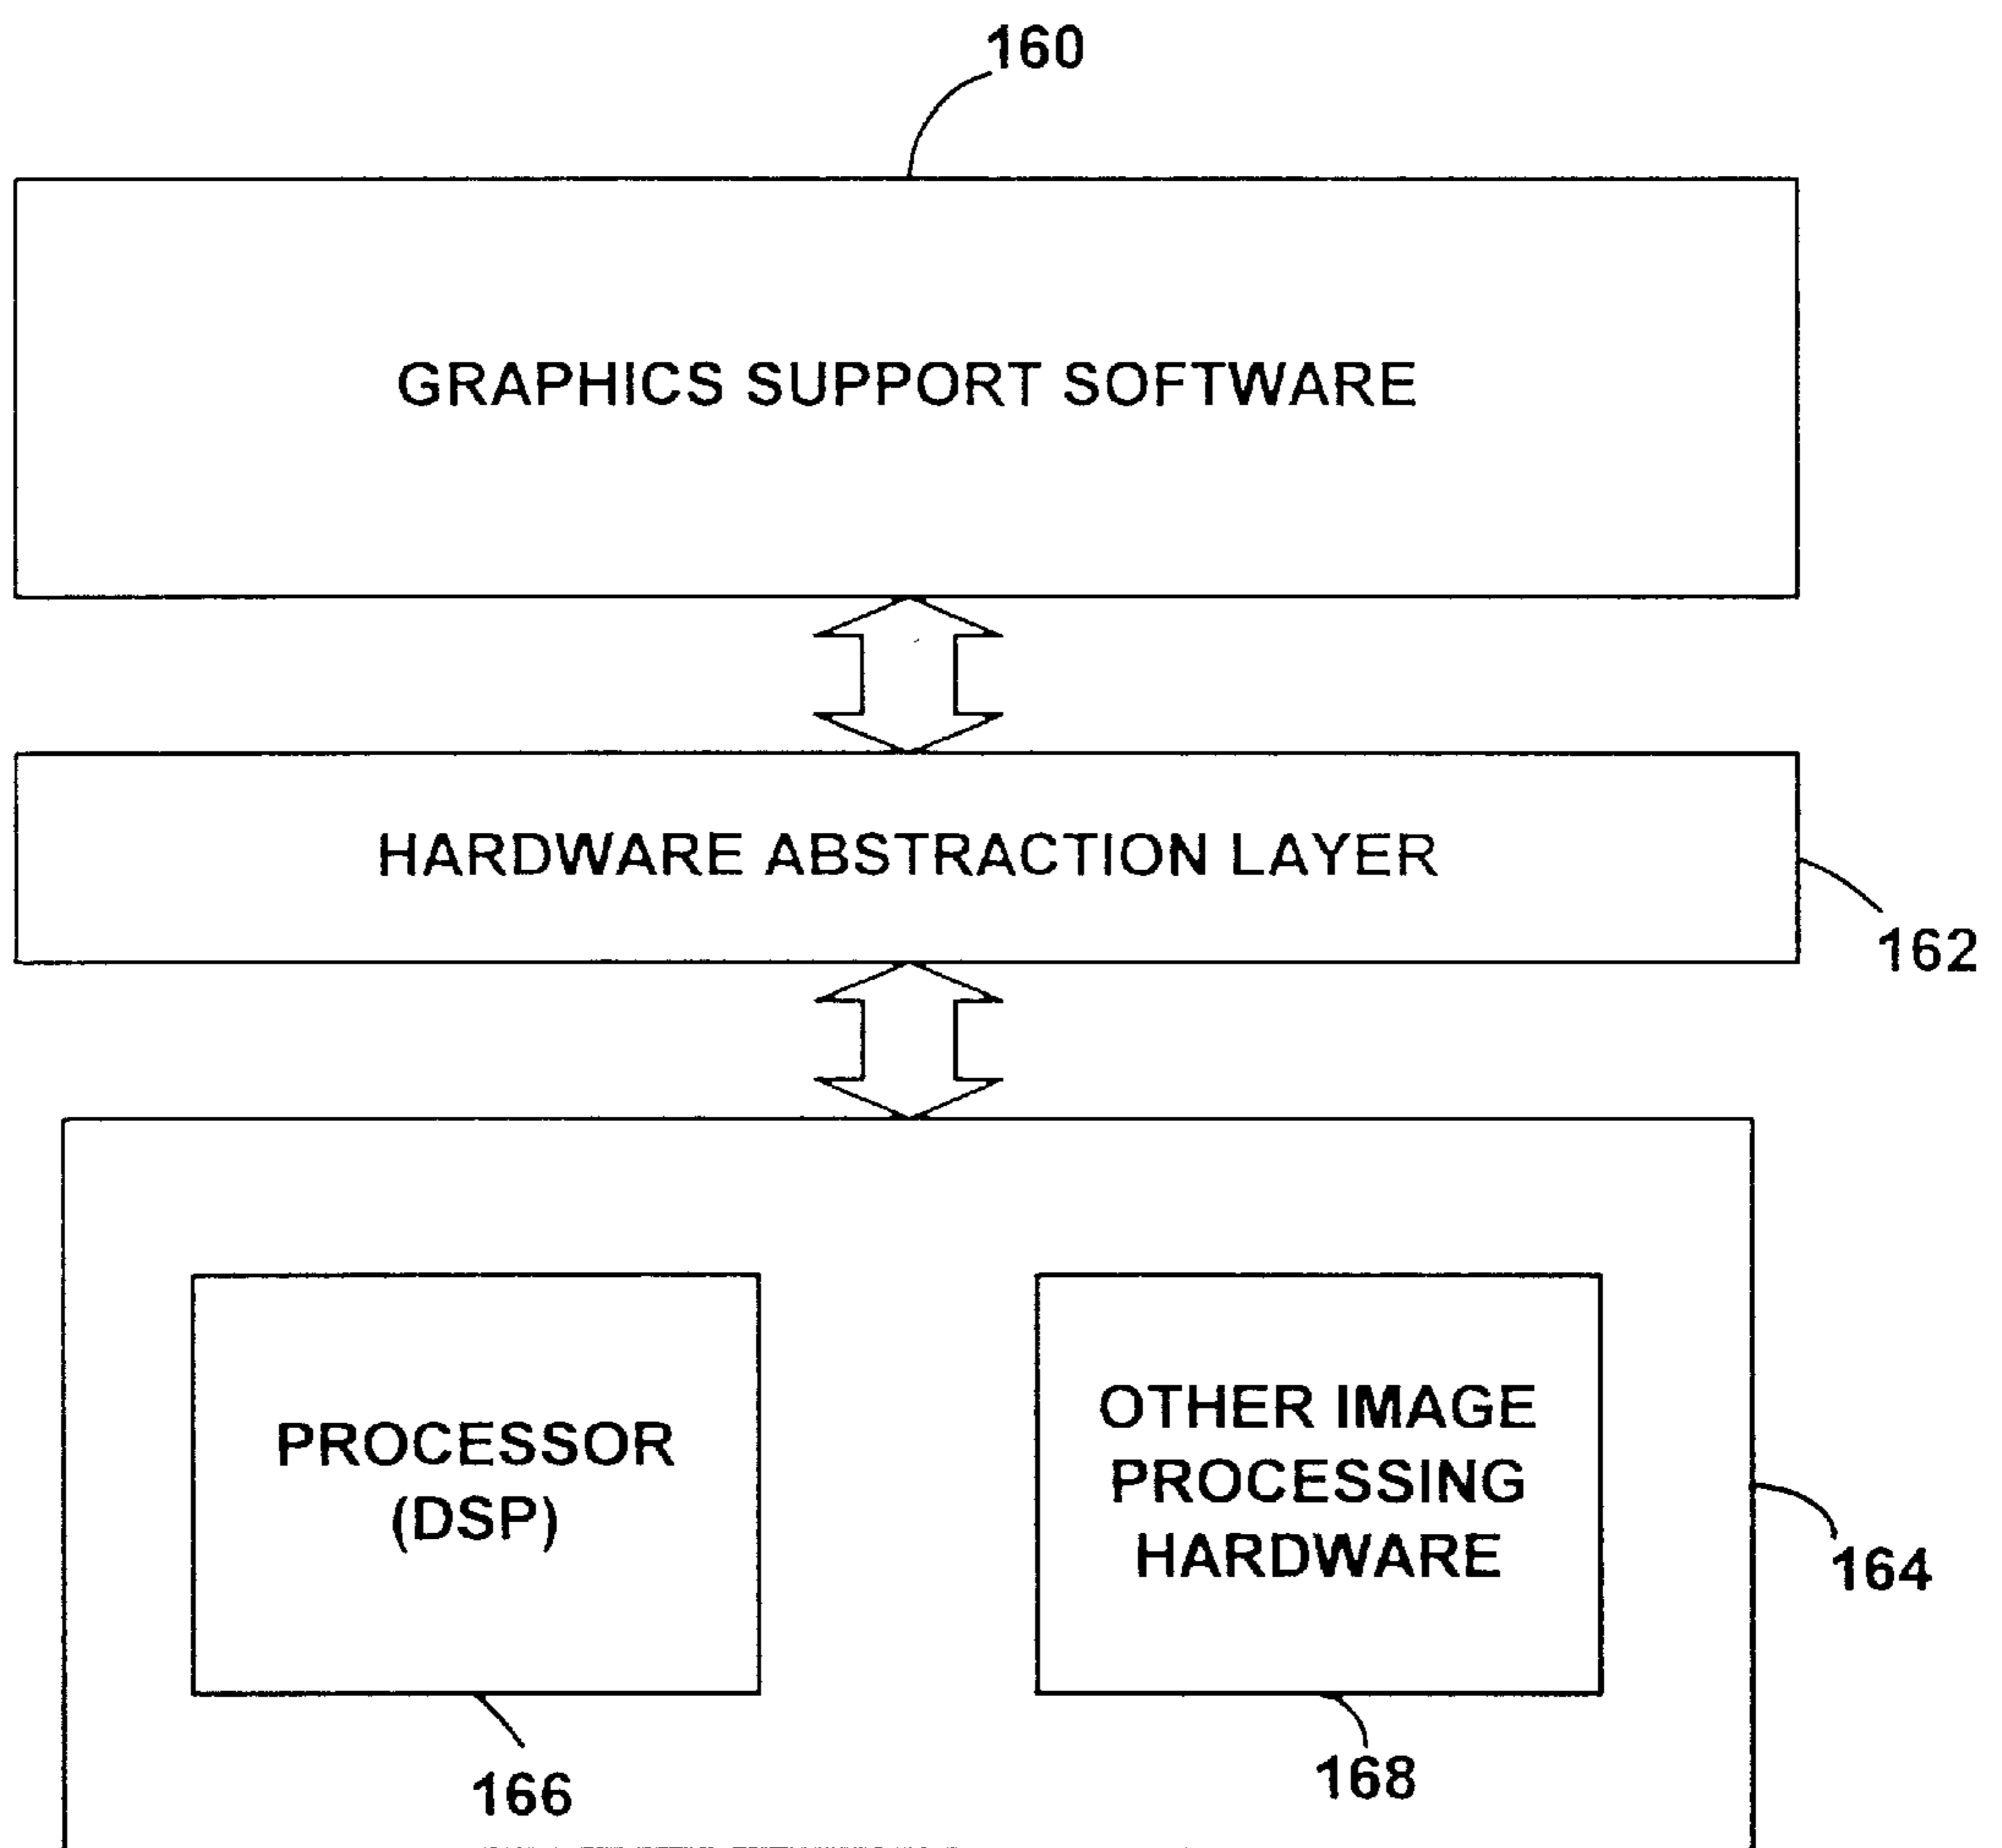 160
GRAPHICS SUPPORT SOFTWARE
HARDWARE ABSTRACTION LAYER
162
PROCESSOR
(DSP)
OTHER IMAGE
PROCESSING
HARDWARE
164
166
168